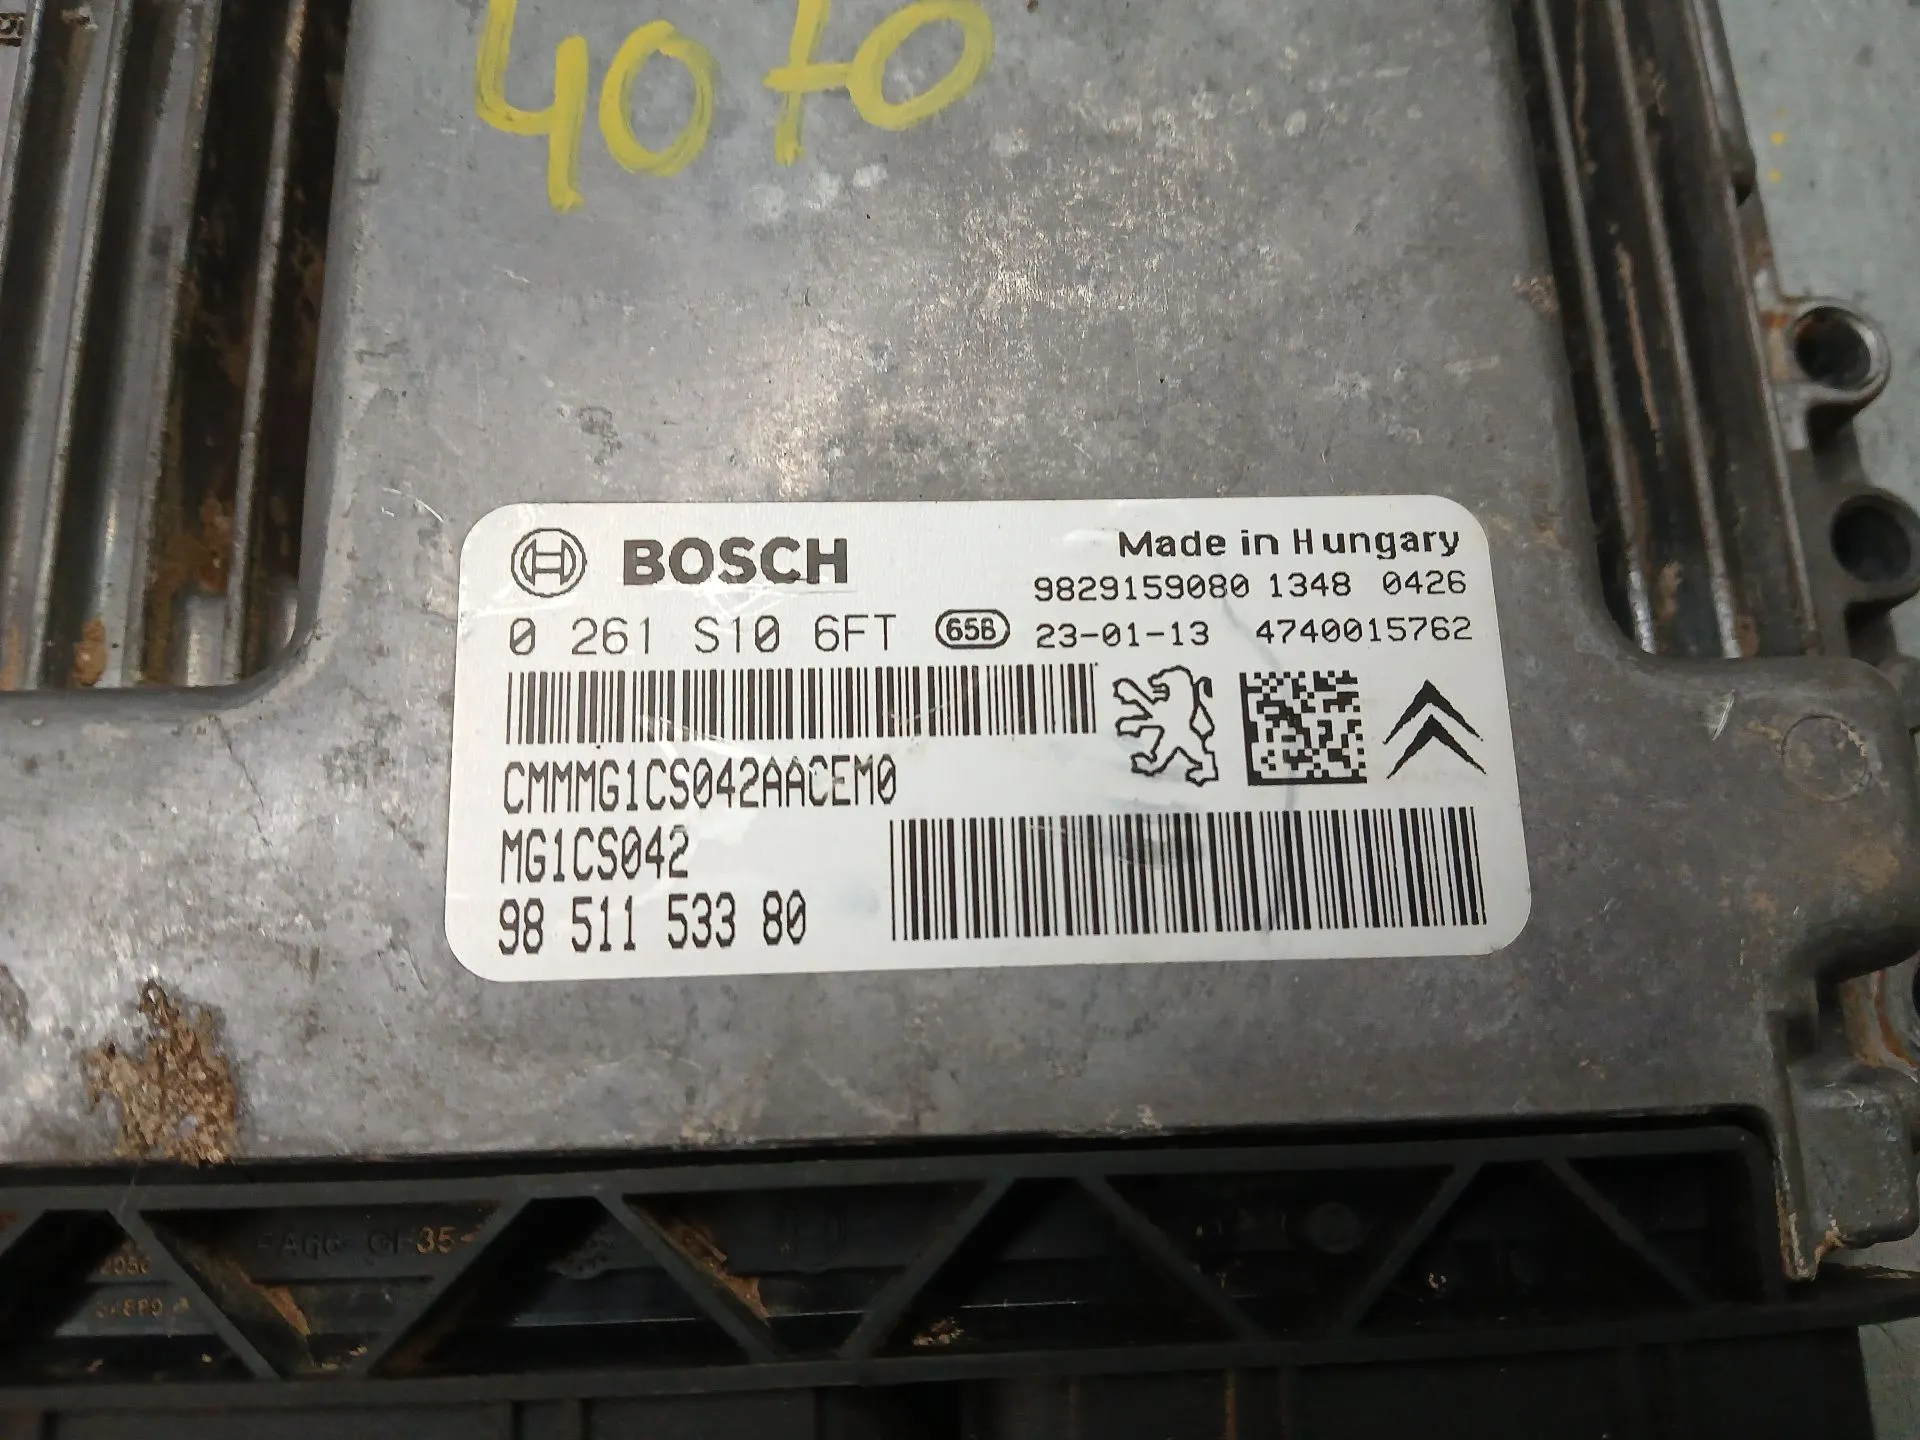 4070
BOSCH
Made in Hungary
9829159080 1348 0426
0 261 S10 6FT 656 23-01-13 4740015762
CMMMG1CS042AACEM0
MG1CS042
98 511 533 80